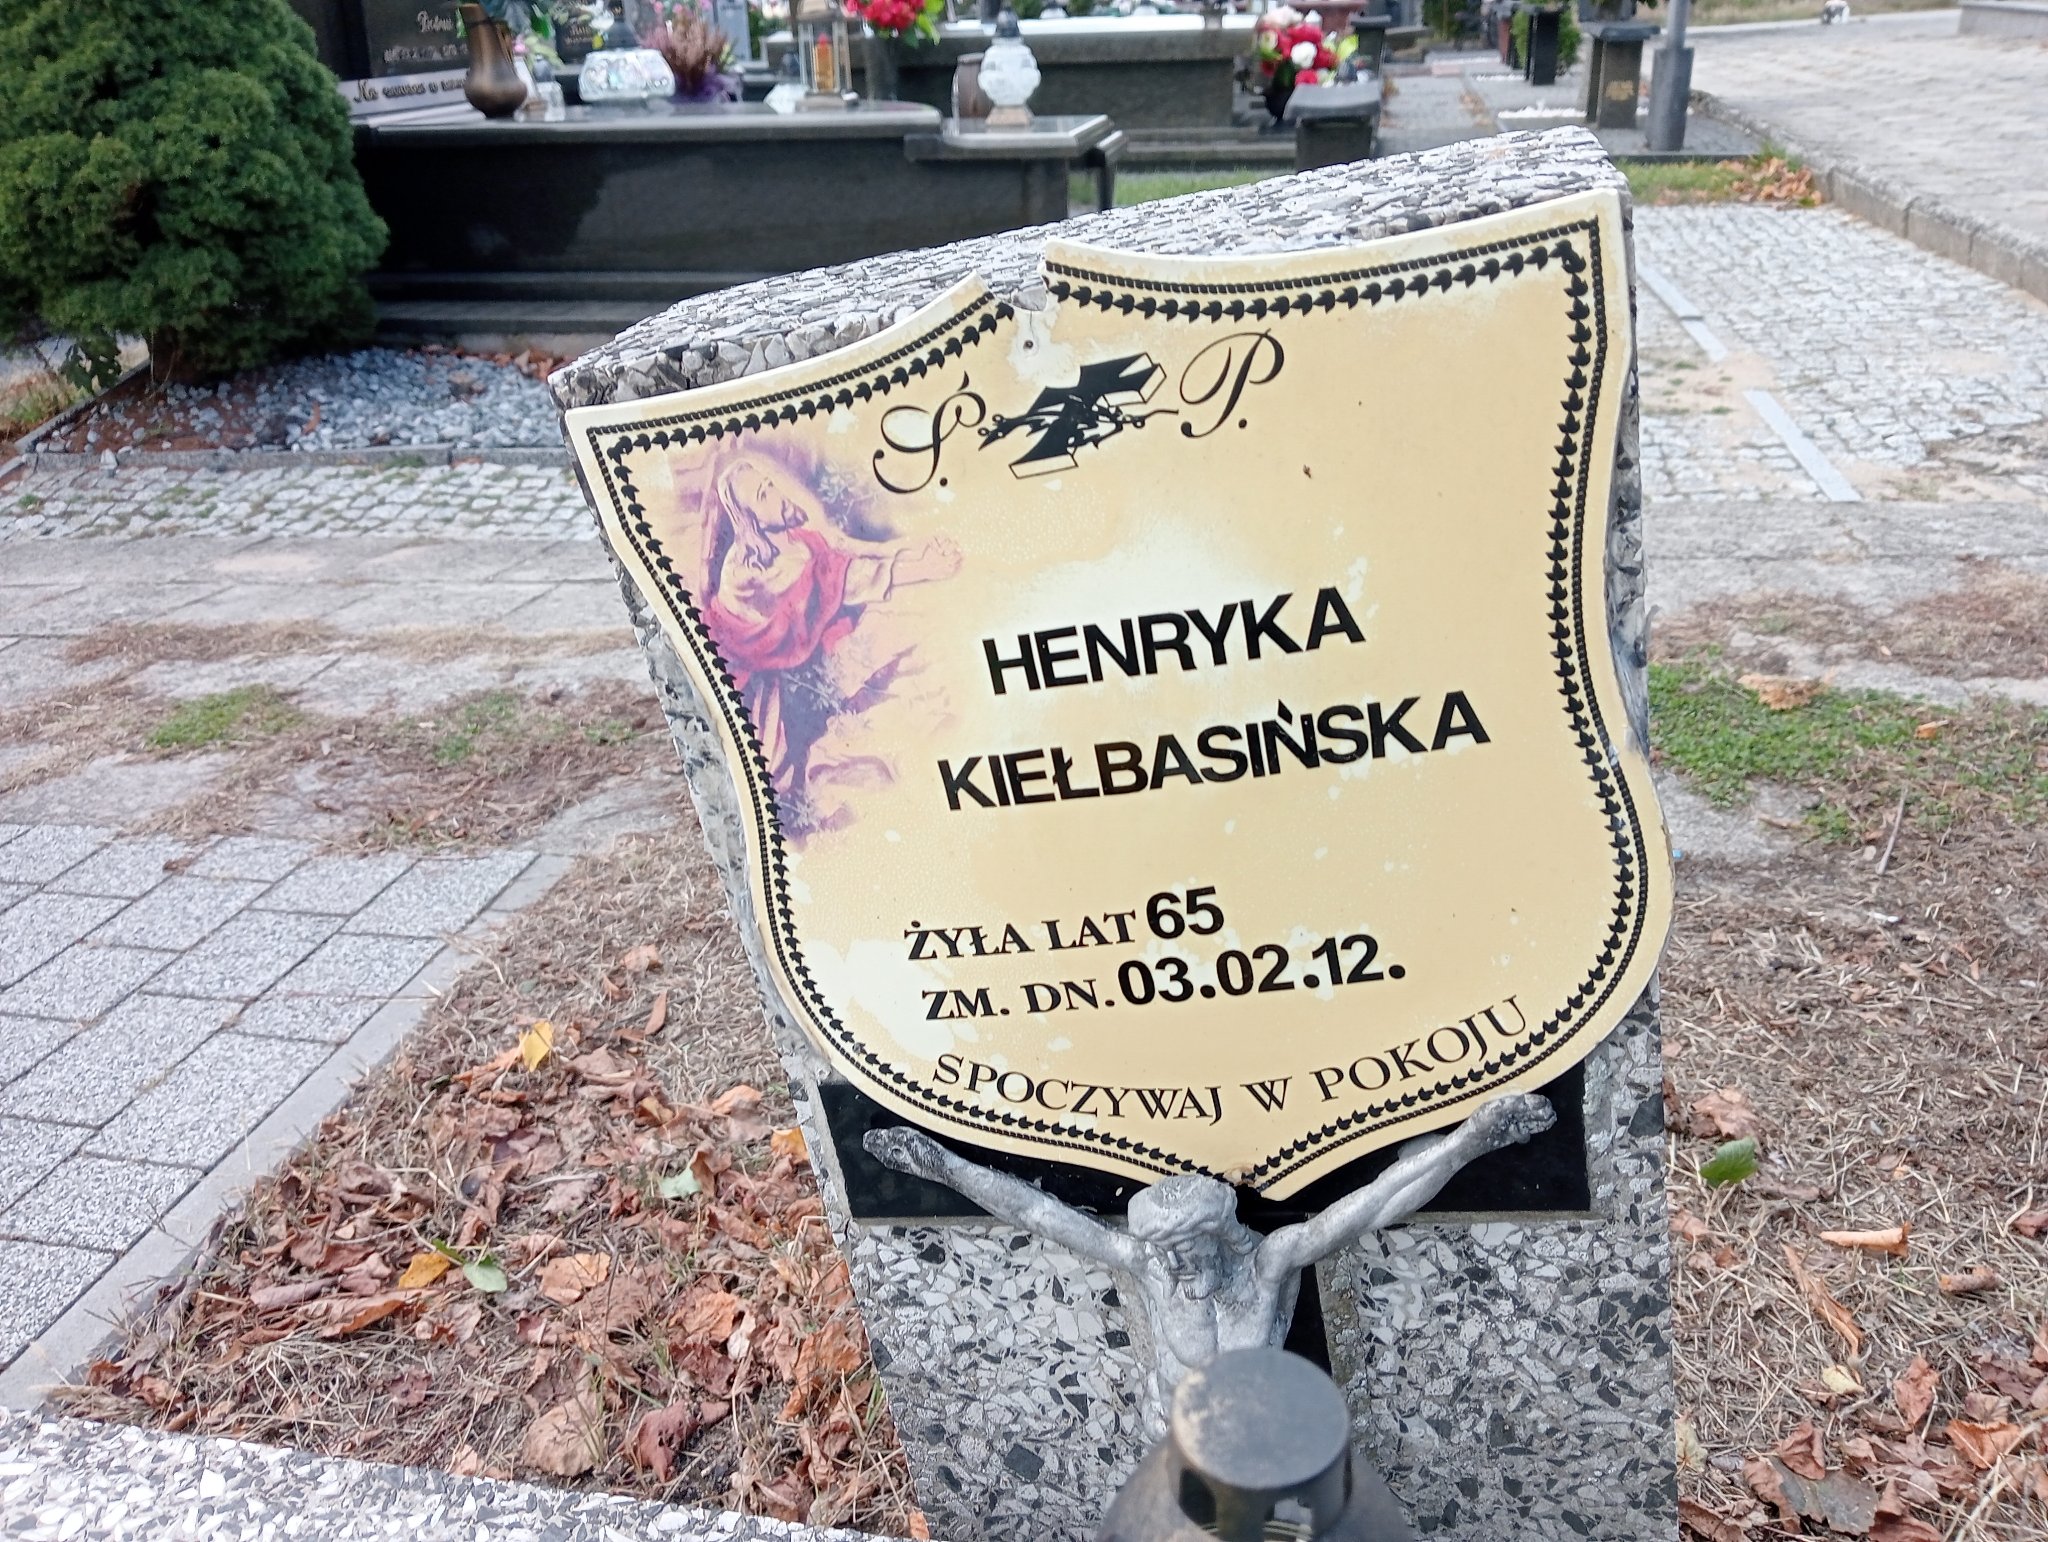 Ś. P.
HENRYKA
KIEŁBASIŃSKA
ŻYŁA LAT 65
ZM. DN. 03.02.12.
SPOCZYWAJ W POKOJU